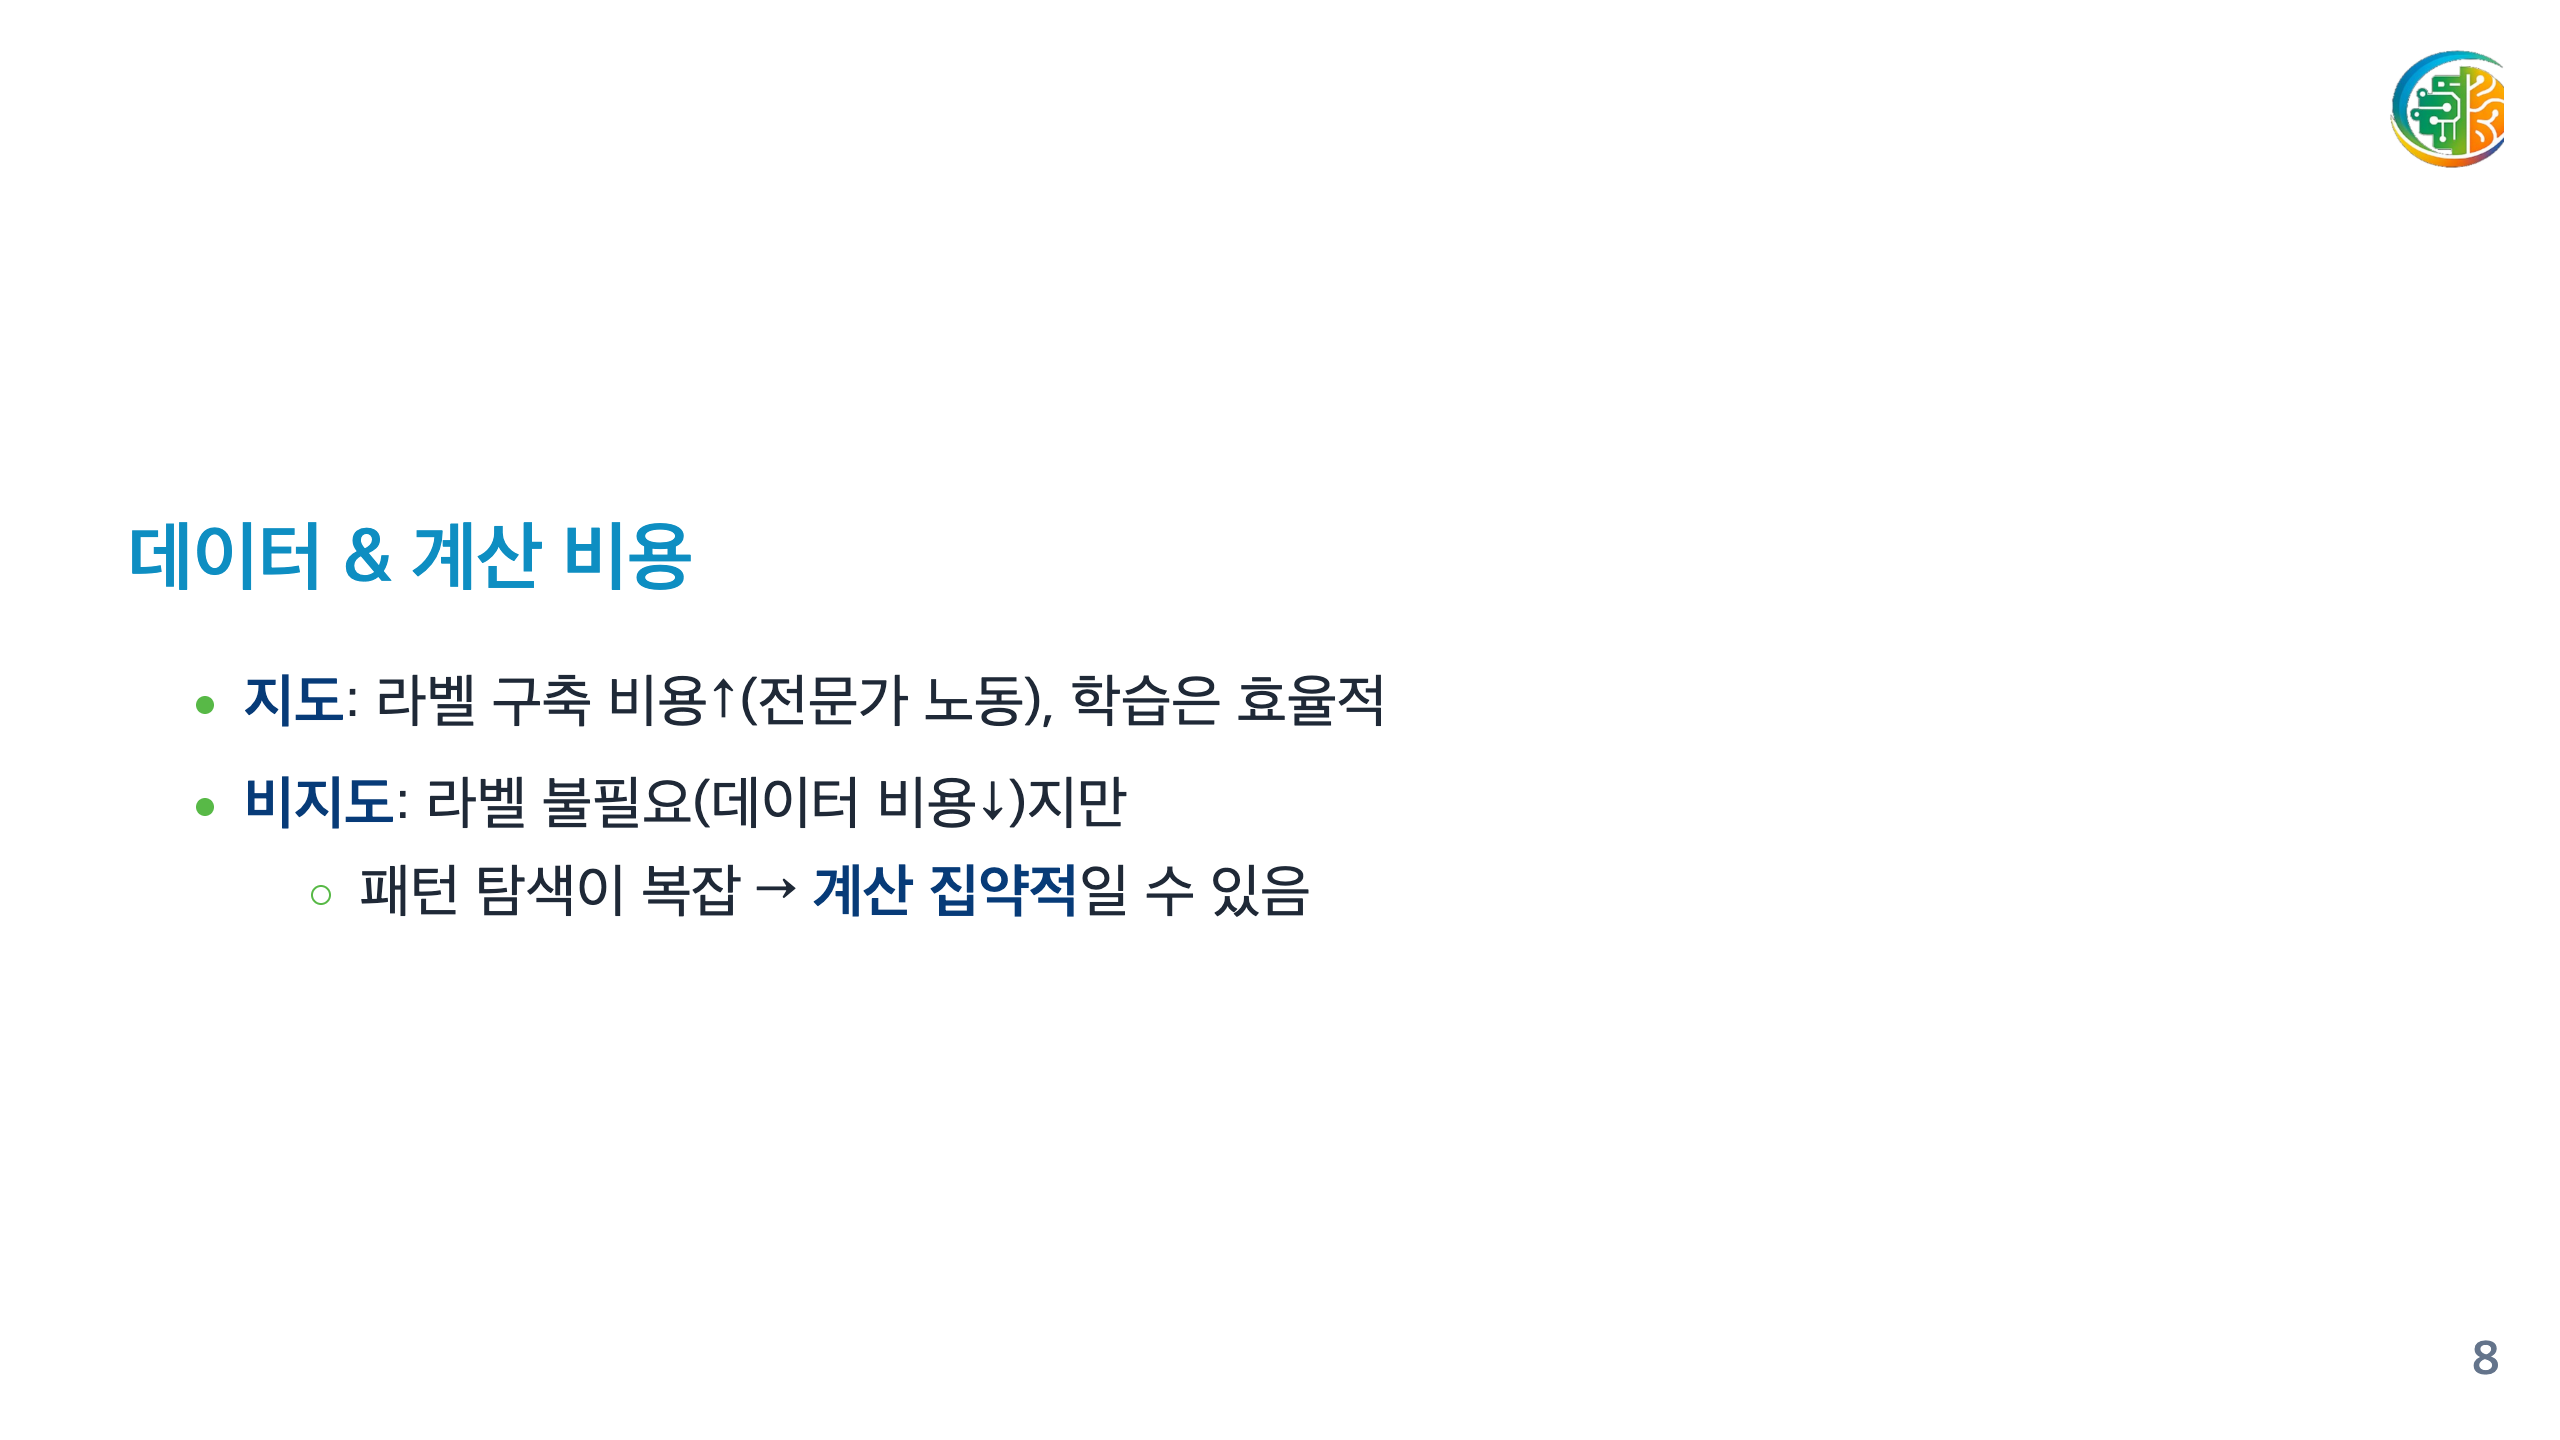 데이터 & 계산 비용
지도: 라벨 구축 비용↑(전문가 노동), 학습은 효율적
비지도: 라벨 불필요(데이터 비용↓)지만
패턴 탐색이 복잡 → 계산 집약적일 수 있음
8